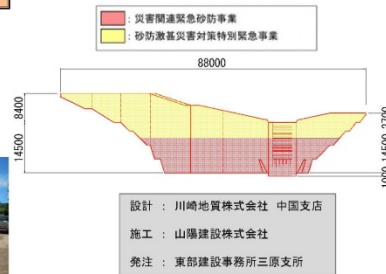 : 災害関連緊急砂防事業
: 砂防激甚災害対策特別緊急事業
88000
8400
14500
3700
14500
1000
設計 : 川崎地質株式会社 中国支店
施工 : 山陽建設株式会社
発注 : 東部建設事務所三原支所